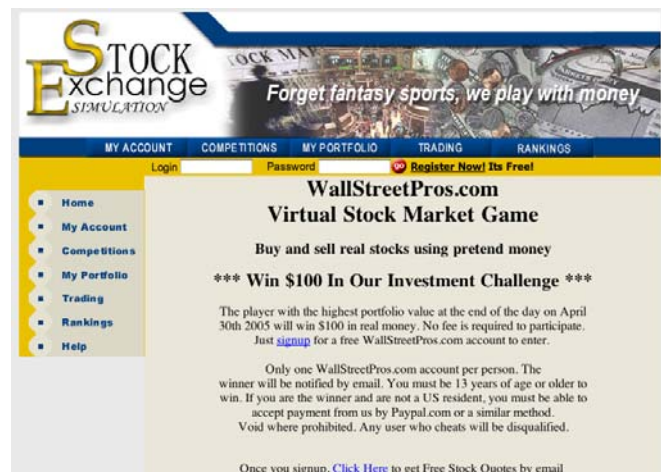 STOCK
Exchange
SIMULATION
Forget fantasy sports, we play with money
MY ACCOUNT COMPETITIONS MY PORTFOLIO TRADING RANKINGS
Login Password GO Register Now! Its Free!
Home
My Account
Competitions
My Portfolio
Trading
Rankings
Help
WallStreetPros.com
Virtual Stock Market Game
Buy and sell real stocks using pretend money
*** Win $100 In Our Investment Challenge ***
The player with the highest portfolio value at the end of the day on April
30th 2005 will win $100 in real money. No fee is required to participate.
Just signup for a free WallStreetPros.com account to enter.
Only one WallStreetPros.com account per person. The
winner will be notified by email. You must be 13 years of age or older to
win. If you are the winner and are not a US resident, you must be able to
accept payment from us by Paypal.com or a similar method.
Void where prohibited. Any user who cheats will be disqualified.
Once you signup, Click Here to get Free Stock Quotes by email